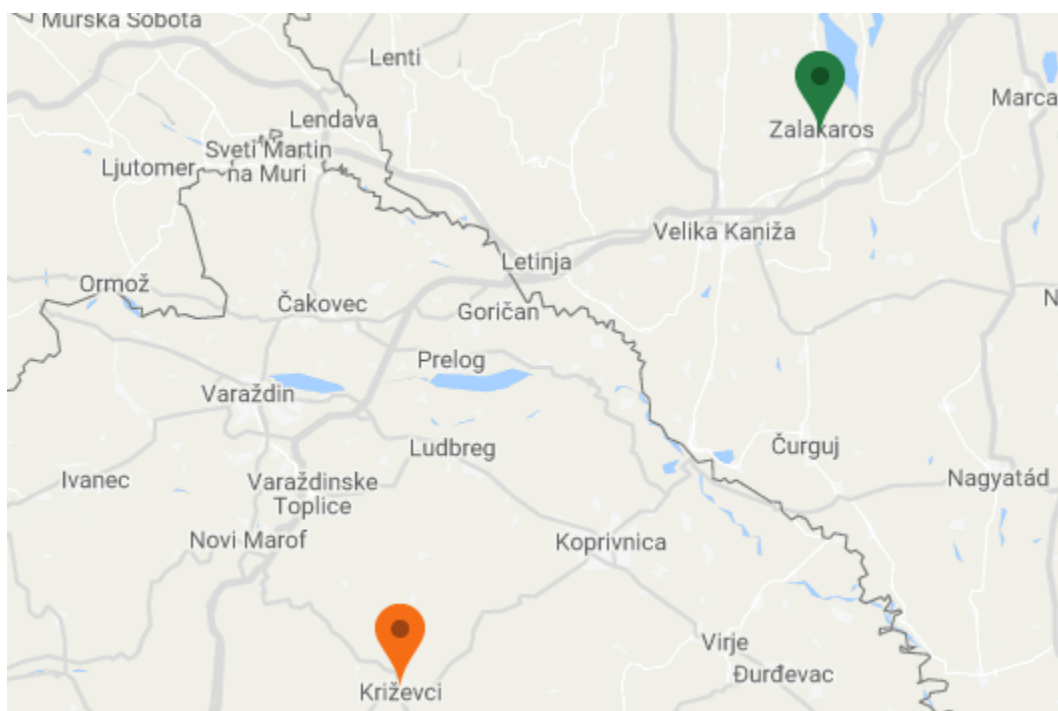 Murska Sobota
Lenti
Marca
Lendava
Zalakaros
Sveti Martin
na Muri
Ljutomer
Velika Kaniža
Letinja
Ormož
Čakovec
Goričan
N
Prelog
Varaždin
Ludbreg
Čurguj
Ivanec
Varaždinske
Toplice
Nagyatád
Novi Marof
Koprivnica
Virje
Đurđevac
Križevci